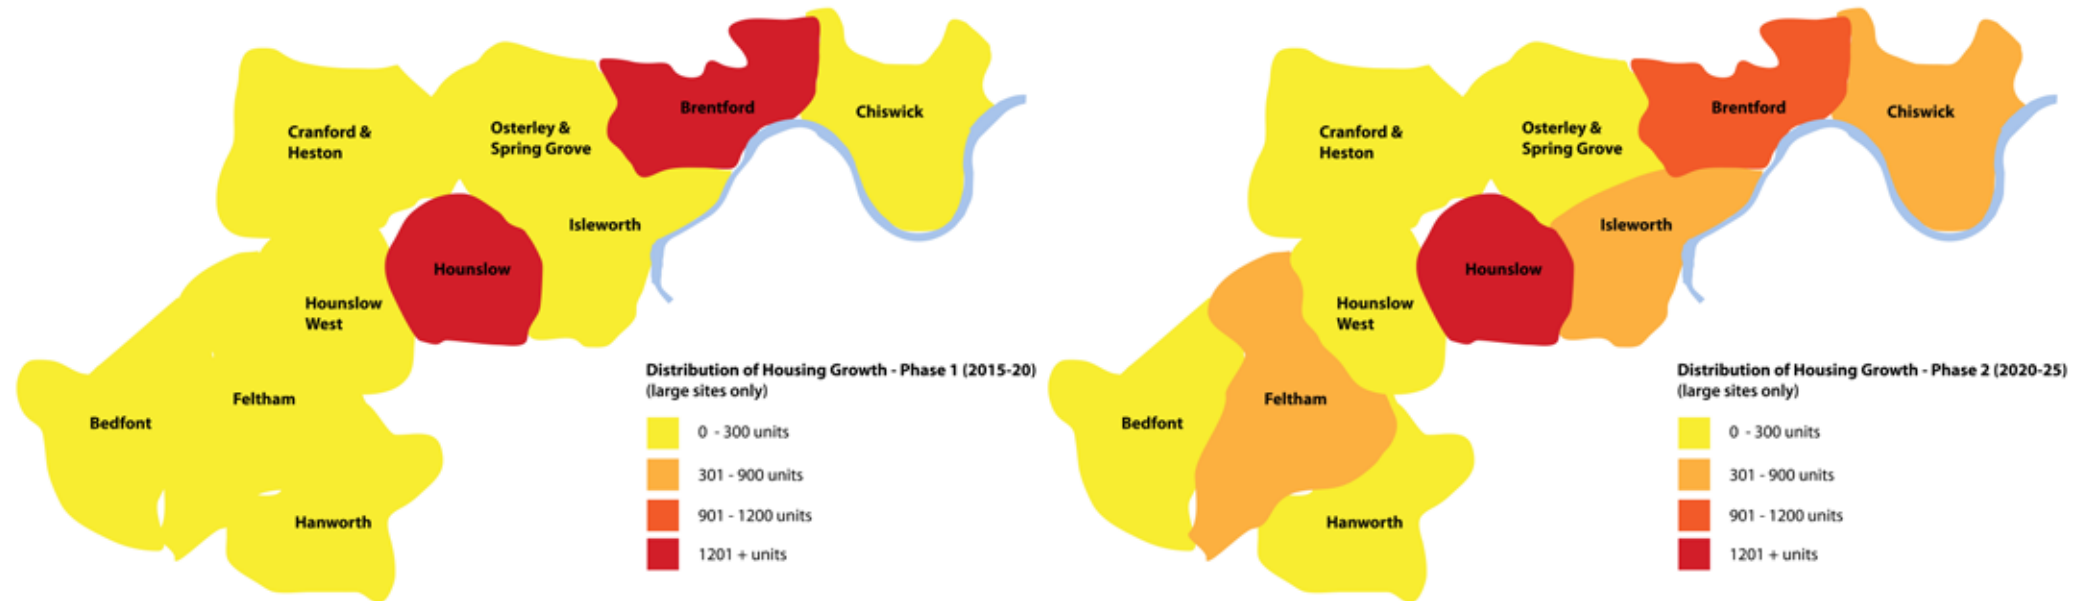 Cranford &
Heston
Osterley &
Spring Grove
Brentford
Chiswick
Isleworth
Hounslow
Hounslow
West
Feltham
Bedfont
Hanworth
Distribution of Housing Growth - Phase 1 (2015-20)
(large sites only)
0 - 300 units
301 - 900 units
901 - 1200 units
1201 + units
Cranford &
Heston
Osterley &
Spring Grove
Brentford
Chiswick
Isleworth
Hounslow
Hounslow
West
Feltham
Bedfont
Hanworth
Distribution of Housing Growth - Phase 2 (2020-25)
(large sites only)
0 - 300 units
301 - 900 units
901 - 1200 units
1201 + units